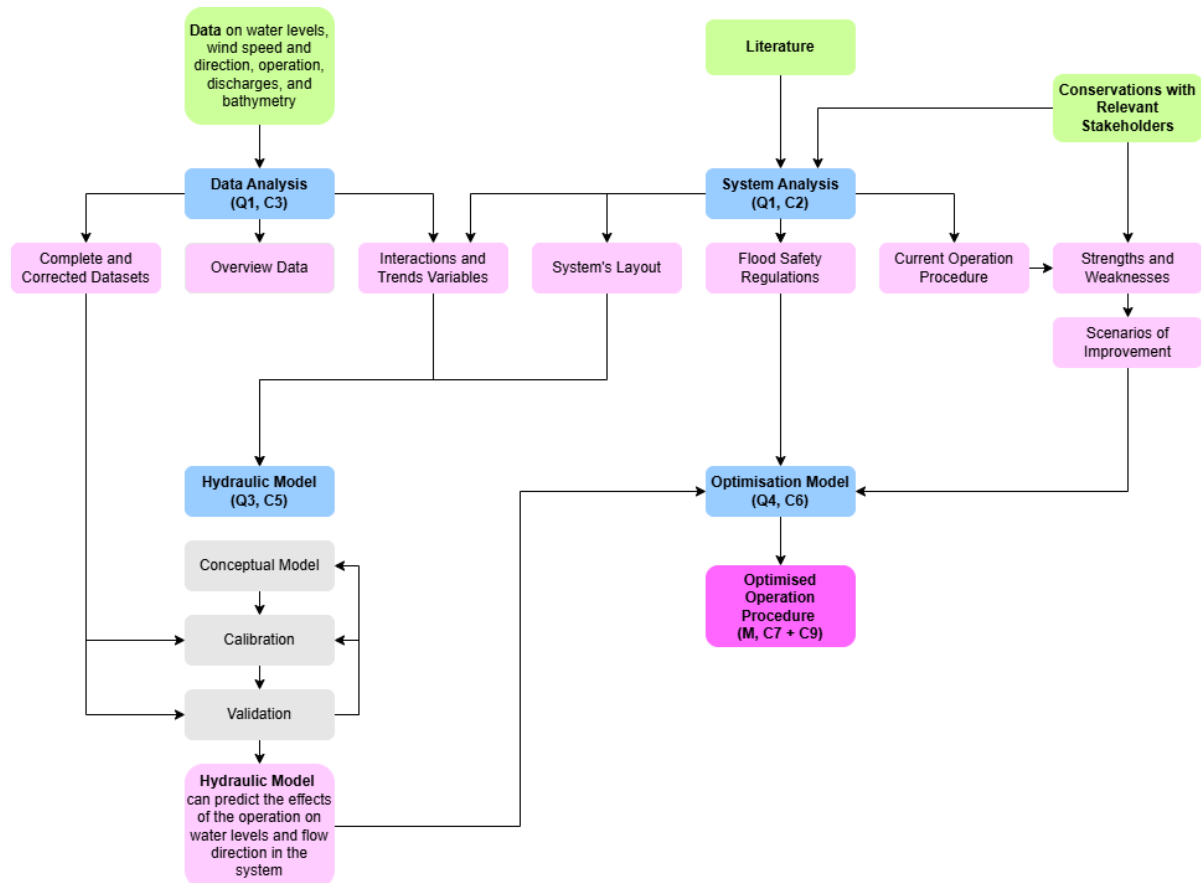 Data on water levels,
wind speed and
direction, operation,
discharges, and
bathymetry
Literature
Conservations with
Relevant
Stakeholders
Data Analysis
(Q1, C3)
System Analysis
(Q1, C2)
Complete and
Corrected Datasets
Overview Data
Interactions and
Trends Variables
System's Layout
Flood Safety
Regulations
Current Operation
Procedure
Strengths and
Weaknesses
Scenarios of
Improvement
Hydraulic Model
(Q3, C5)
Optimisation Model
(Q4, C6)
Conceptual Model
Calibration
Validation
Optimised
Operation
Procedure
(M, C7 + C9)
Hydraulic Model
can predict the effects
of the operation on
water levels and flow
direction in the
system